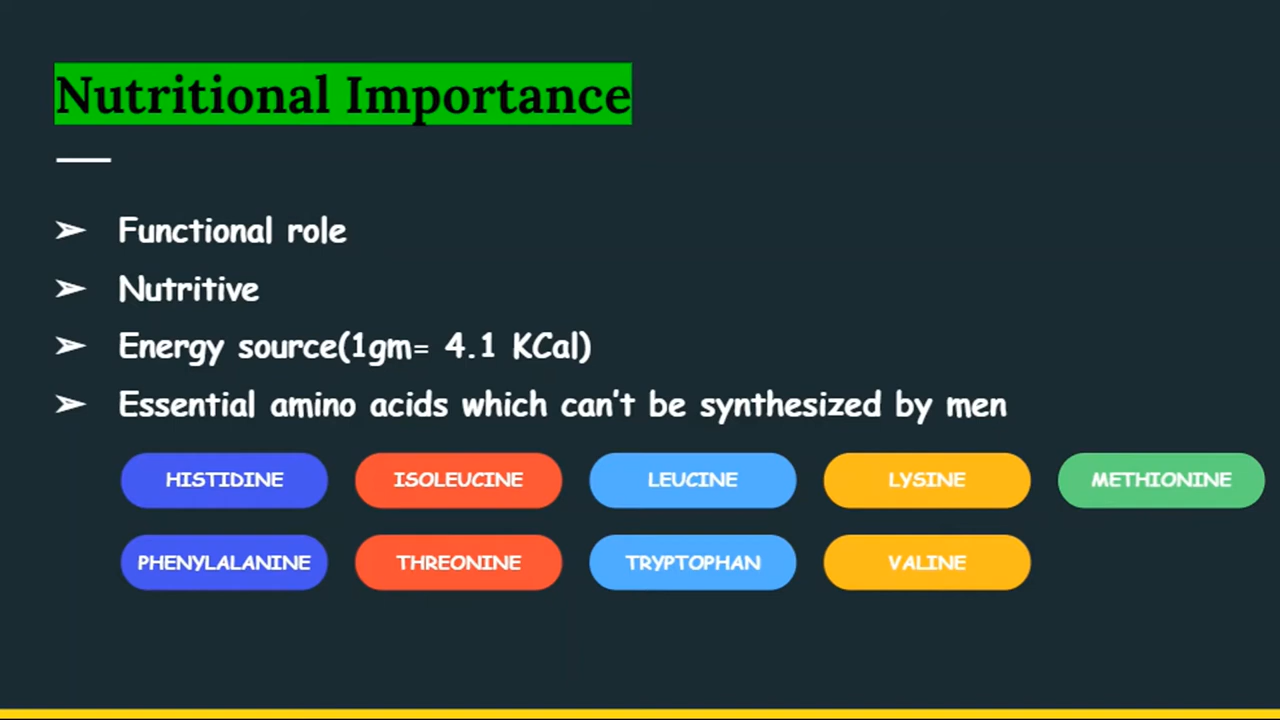 Nutritional Importance
➢ Functional role
➢ Nutritive
➢ Energy source(1gm= 4.1 KCal)
➢ Essential amino acids which can't be synthesized by men
HISTIDINE ISOLEUCINE LEUCINE LYSINE METHIONINE
PHENYLALANINE THREONINE TRYPTOPHAN VALINE